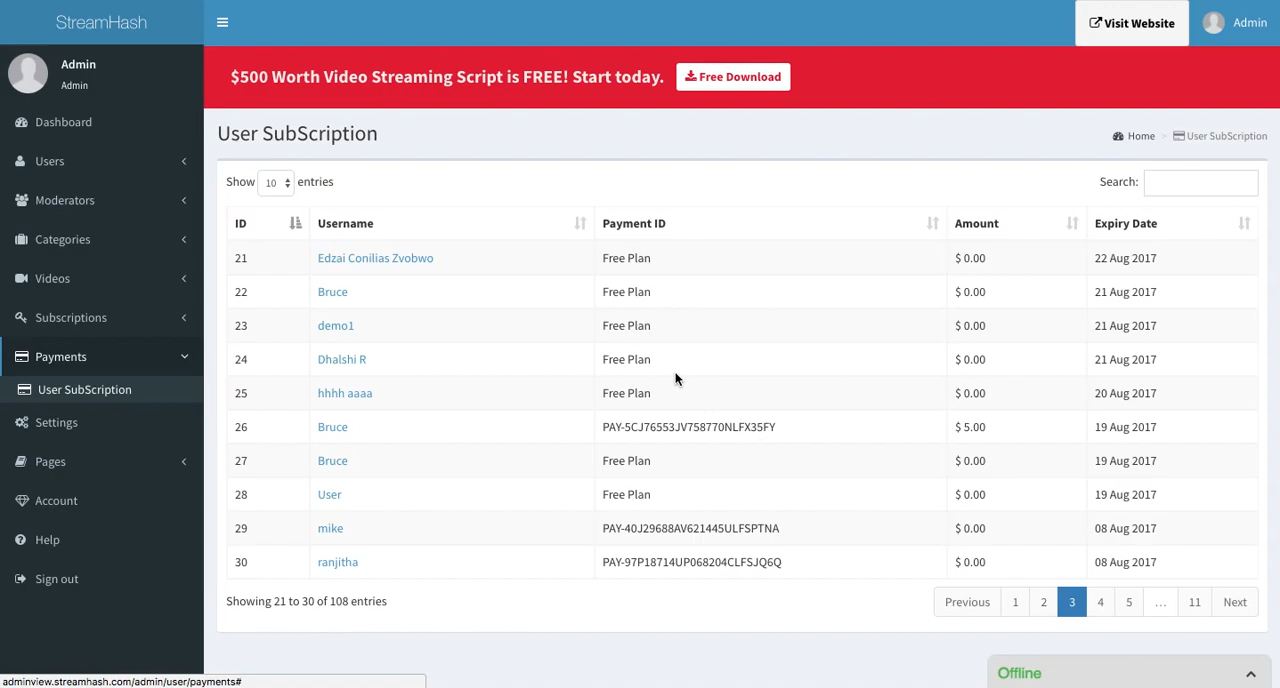 StreamHash
Visit Website
Admin
Admin
Admin
$500 Worth Video Streaming Script is FREE! Start today.
Free Download
Dashboard
Users
Moderators
Categories
Videos
Subscriptions
Payments
User SubScription
Settings
Pages
Account
Help
Sign out
User SubScription
Home > User SubScription
Show 10 entries
Search:
ID Username Payment ID Amount Expiry Date
21 Edzai Conilias Zvobwo Free Plan $ 0.00 22 Aug 2017
22 Bruce Free Plan $ 0.00 21 Aug 2017
23 demo1 Free Plan $ 0.00 21 Aug 2017
24 Dhalshi R Free Plan $ 0.00 21 Aug 2017
25 hhhh aaaa Free Plan $ 0.00 20 Aug 2017
26 Bruce PAY-5CJ76553JV758770NLFX35FY $ 5.00 19 Aug 2017
27 Bruce Free Plan $ 0.00 19 Aug 2017
28 User Free Plan $ 0.00 19 Aug 2017
29 mike PAY-40J29688AV621445ULFSPTNA $ 0.00 08 Aug 2017
30 ranjitha PAY-97P18714UP068204CLFSJQ6Q $ 0.00 08 Aug 2017
Showing 21 to 30 of 108 entries
Previous 1 2 3 4 5 … 11 Next
Offline
adminview.streamhash.com/admin/user/payments#